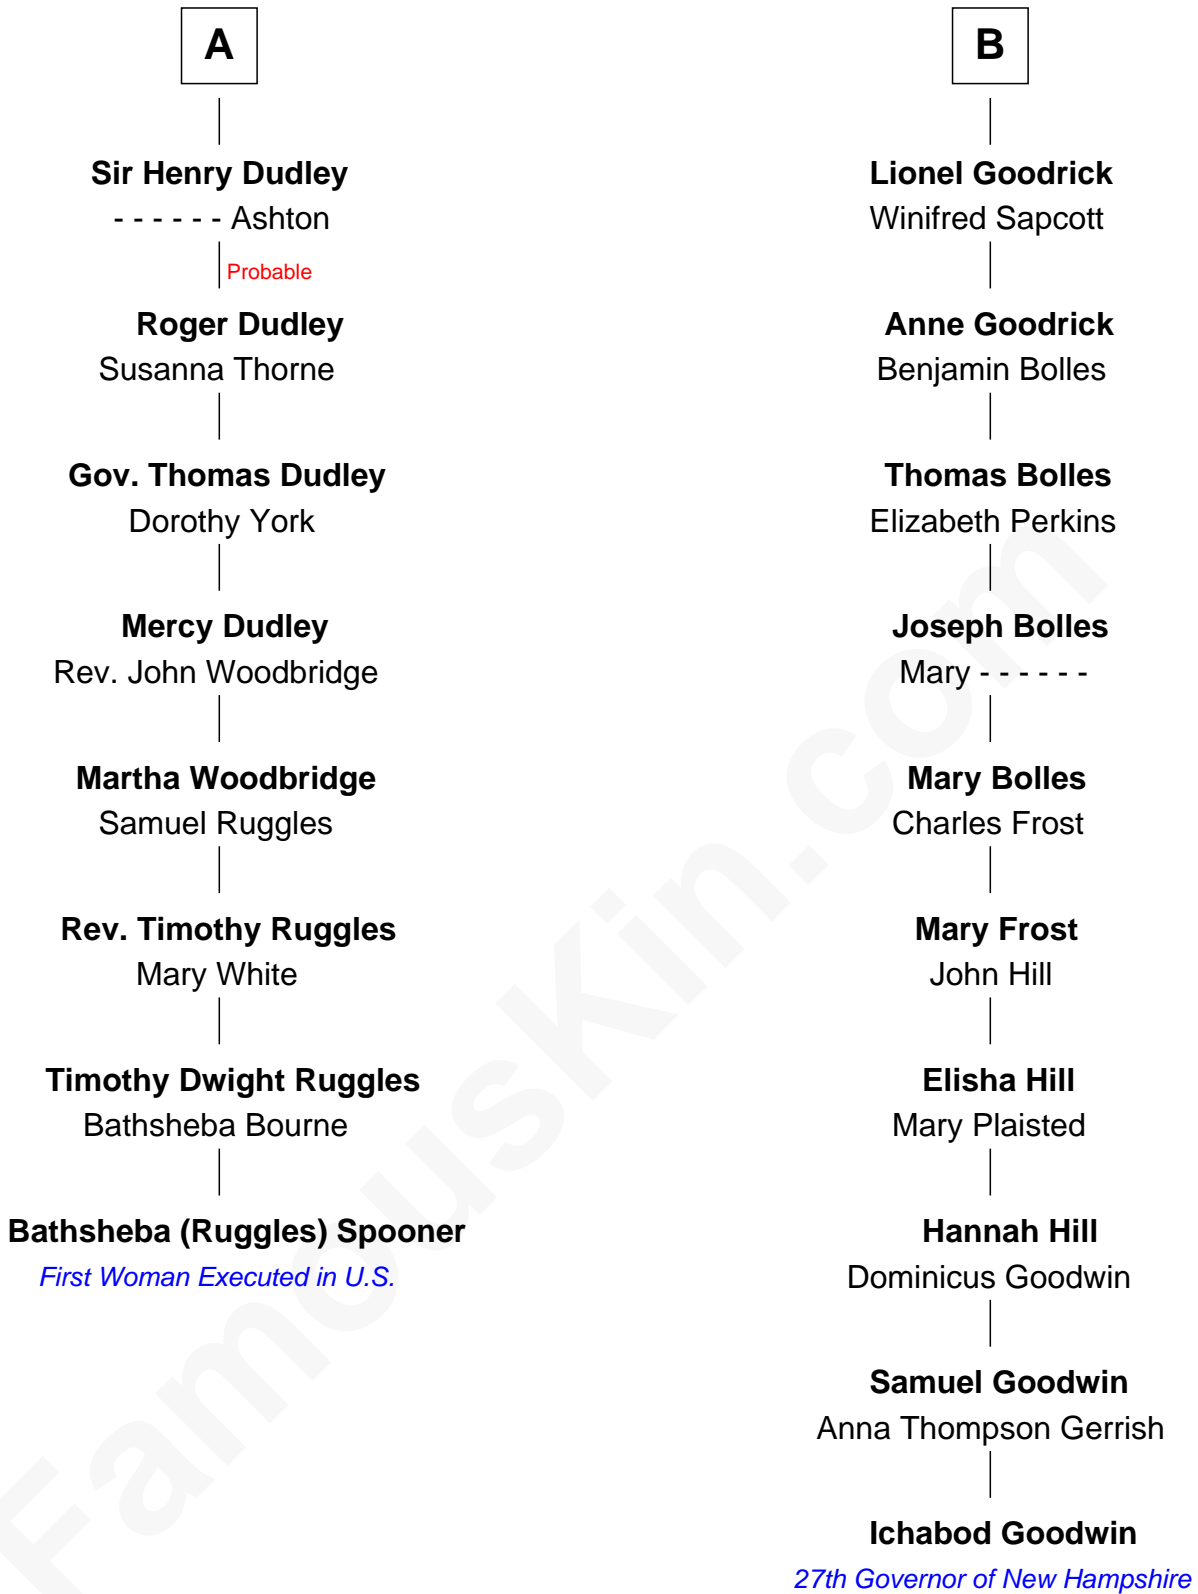 A
Sir Henry Dudley
- - - - - - Ashton
Probable
Roger Dudley
Susanna Thorne
Gov. Thomas Dudley
Dorothy York
Mercy Dudley
Rev. John Woodbridge
Martha Woodbridge
Samuel Ruggles
Rev. Timothy Ruggles
Mary White
Timothy Dwight Ruggles
Bathsheba Bourne
Bathsheba (Ruggles) Spooner
First Woman Executed in U.S.
B
Lionel Goodrick
Winifred Sapcott
Anne Goodrick
Benjamin Bolles
Thomas Bolles
Elizabeth Perkins
Joseph Bolles
Mary - - - - - -
Mary Bolles
Charles Frost
Mary Frost
John Hill
Elisha Hill
Mary Plaisted
Hannah Hill
Dominicus Goodwin
Samuel Goodwin
Anna Thompson Gerrish
Ichabod Goodwin
27th Governor of New Hampshire
FamousKin.com